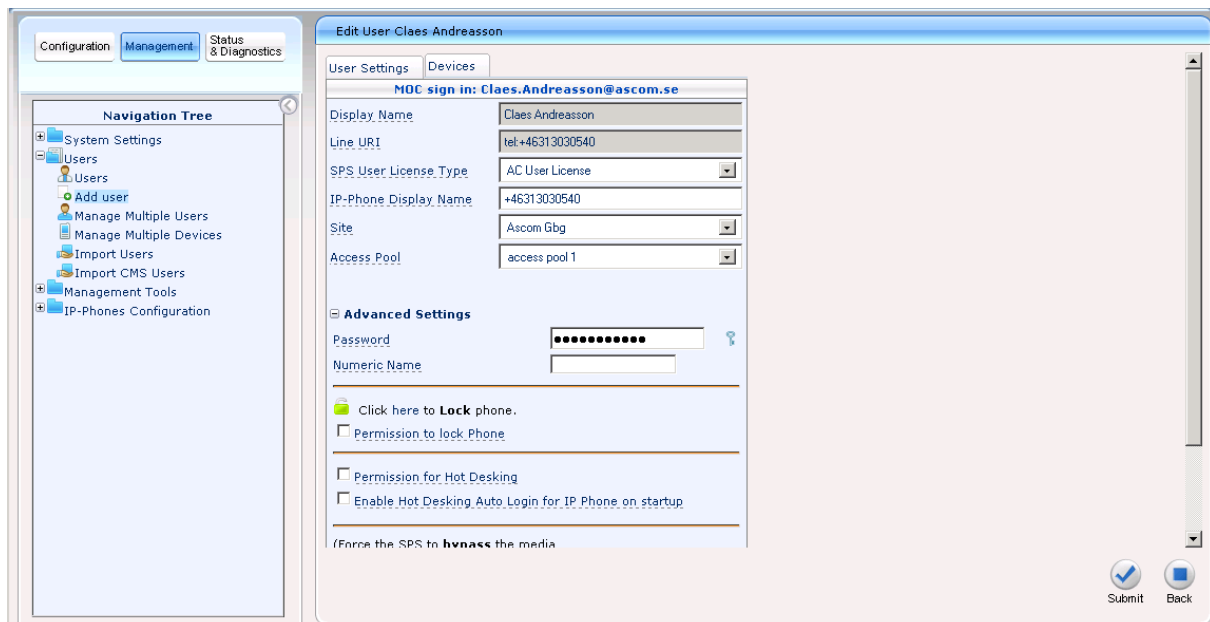 Configuration
Management
Status
& Diagnostics
Navigation Tree
System Settings
Users
Users
Add user
Manage Multiple Users
Manage Multiple Devices
Import Users
Import CMS Users
Management Tools
IP-Phones Configuration
Edit User Claes Andreasson
User Settings
Devices
MOC sign in: Claes.Andreasson@ascom.se
Display Name Claes Andreasson
Line URI tel:+46313030540
SPS User License Type AC User License
IP-Phone Display Name +46313030540
Site Ascom Gbg
Access Pool access pool 1
Advanced Settings
Password ●●●●●●●●●●●
Numeric Name
Click here to Lock phone.
Permission to lock Phone
Permission for Hot Desking
Enable Hot Desking Auto Login for IP Phone on startup
(Force the SPS to bypass the media
Submit
Back